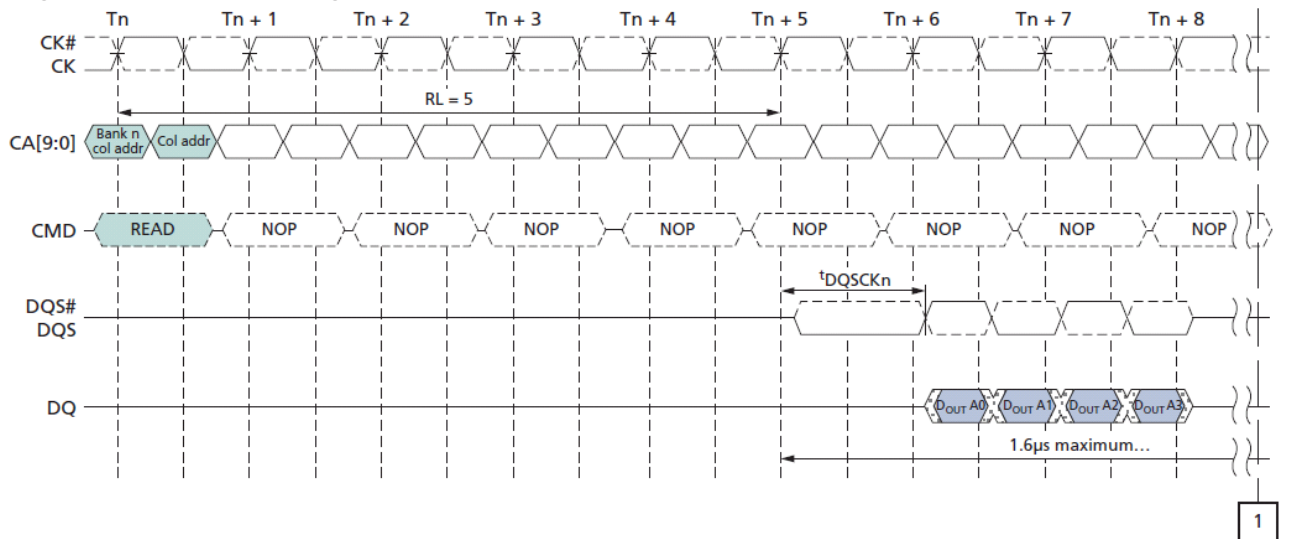 Tn Tn + 1 Tn + 2 Tn + 3 Tn + 4 Tn + 5 Tn + 6 Tn + 7 Tn + 8
CK#
CK
RL = 5
CA[9:0] Bank n Col addr
col addr
CMD READ NOP NOP NOP NOP NOP NOP NOP NOP
tDQSCKn
DQS#
DQS
DQ DOUT A0 DOUT A1 DOUT A2 DOUT A3
1.6μs maximum…
1